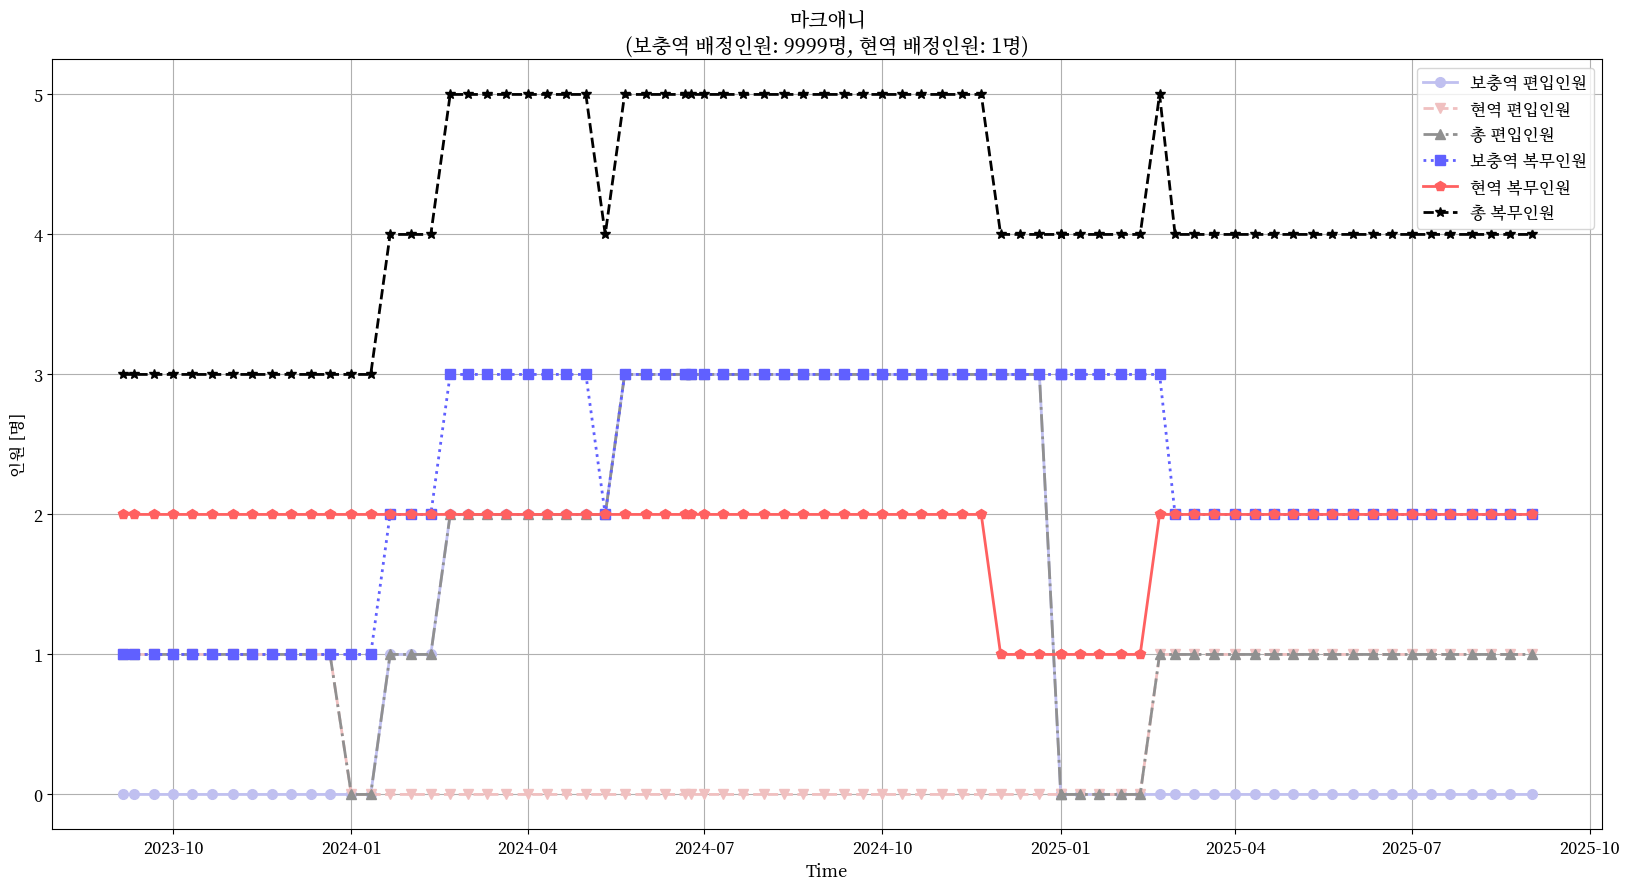 마크애니
(보충역 배정인원: 9999명, 현역 배정인원: 1명)
보충역 편입인원
현역 편입인원
총 편입인원
보충역 복무인원
현역 복무인원
총 복무인원
인원 [명]
5
4
3
2
1
0
2023-10
2024-01
2024-04
2024-07
2024-10
2025-01
2025-04
2025-07
2025-10
Time